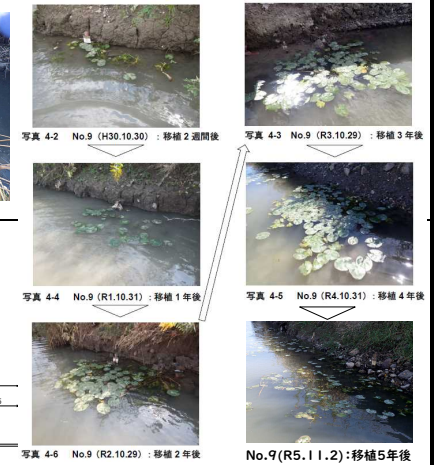 写真 4-2 No.9（H30.10.30）：移植 2 週間後
写真 4-4 No.9（R1.10.31）：移植 1 年後
写真 4-6 No.9（R2.10.29）：移植 2 年後
写真 4-3 No.9（R3.10.29）：移植 3 年後
写真 4-5 No.9（R4.10.31）：移植 4 年後
No.9(R5.11.2)：移植5年後